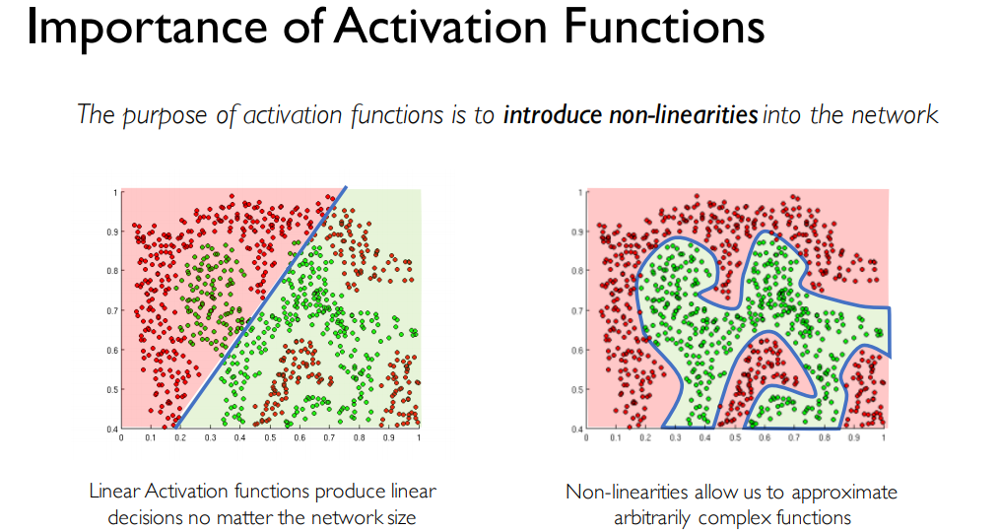 Importance of Activation Functions
The purpose of activation functions is to introduce non-linearities into the network
1
0.9
0.8
0.7
0.6
0.5
0.4
0 0.1 0.2 0.3 0.4 0.5 0.6 0.7 0.8 0.9 1
1
0.9
0.8
0.7
0.6
0.5
0.4
0 0.1 0.2 0.3 0.4 0.5 0.6 0.7 0.8 0.9 1
Linear Activation functions produce linear
decisions no matter the network size
Non-linearities allow us to approximate
arbitrarily complex functions